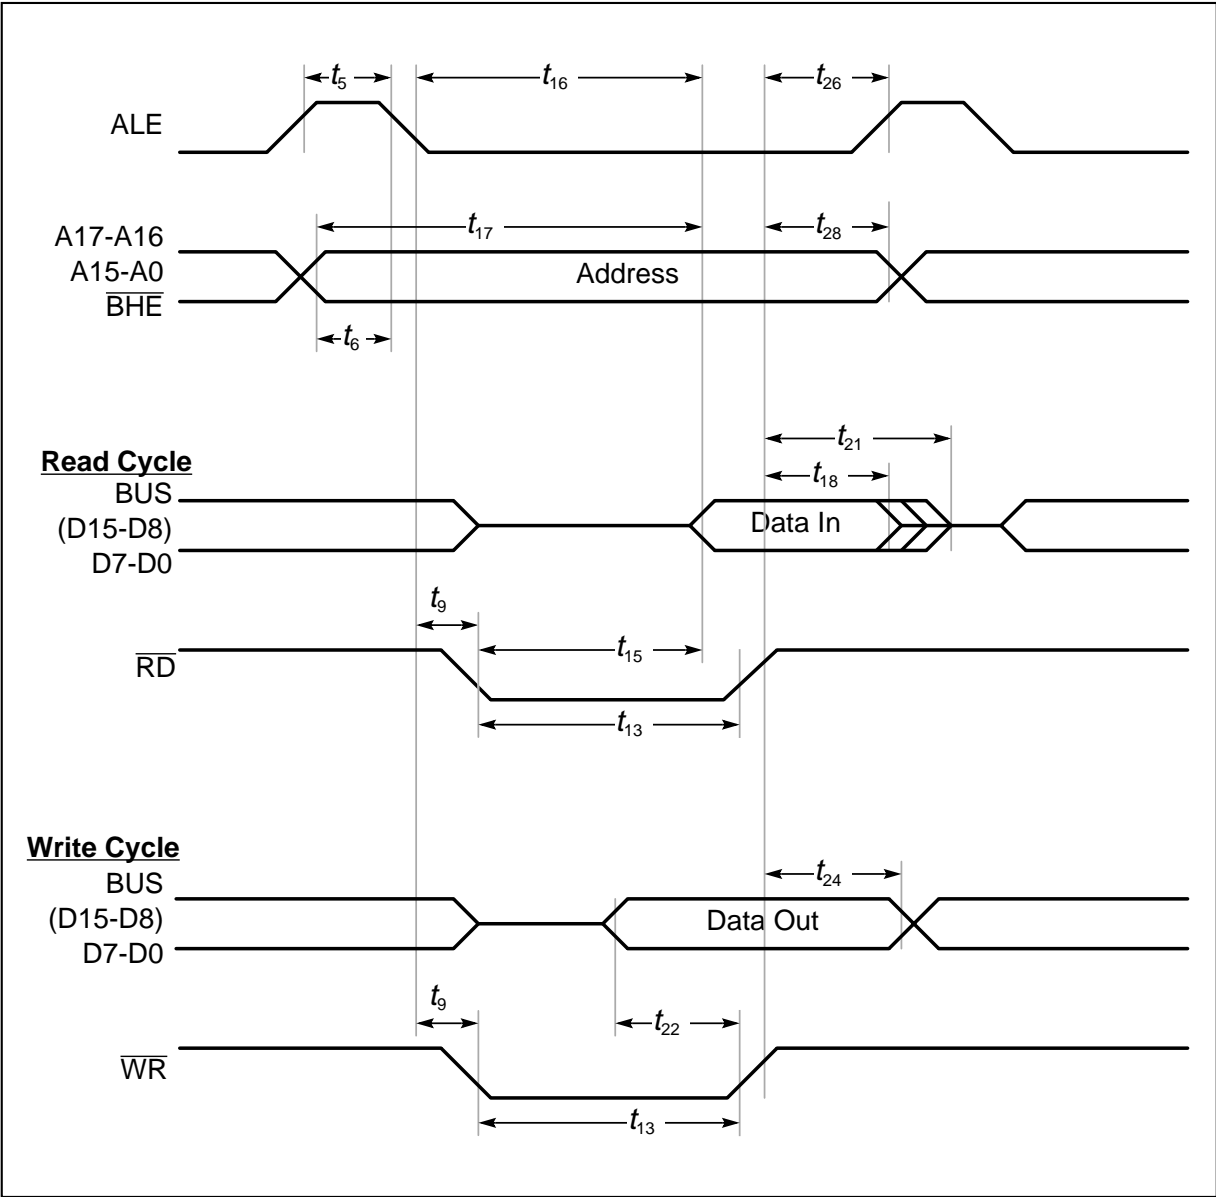 t5
t16
t26
ALE
t17
t28
A17-A16
A15-A0
BHE
Address
t6
t21
Read Cycle
t18
BUS
(D15-D8)
D7-D0
Data In
t9
t15
RD
t13
Write Cycle
t24
BUS
(D15-D8)
D7-D0
Data Out
t9
t22
WR
t13